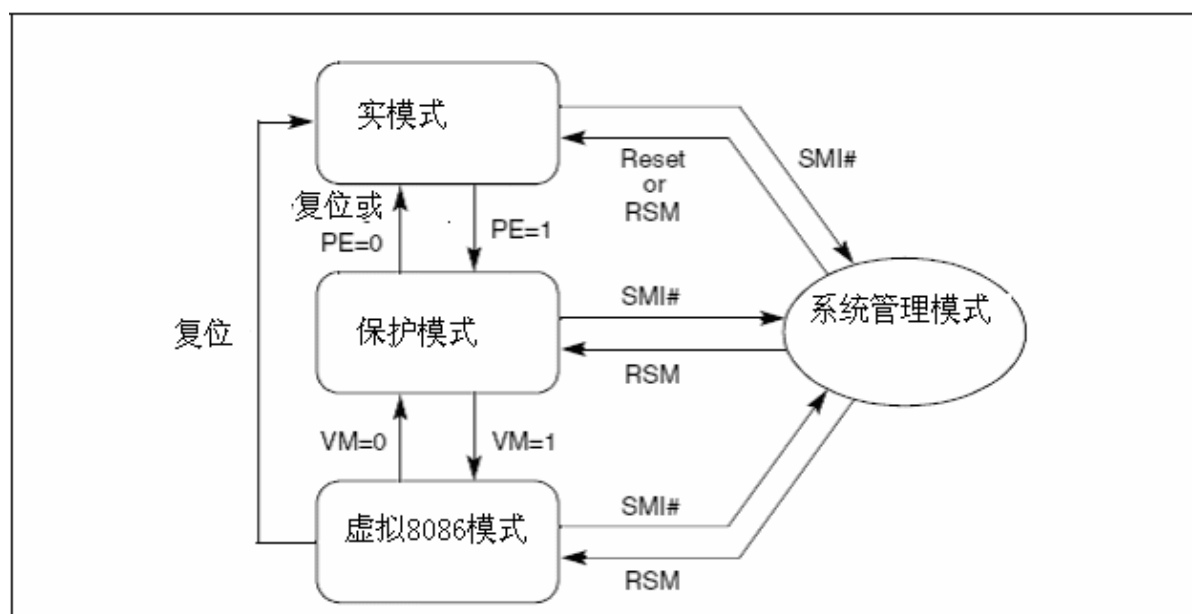 实模式
SMI#
Reset
or
RSM
复位或
PE=0
PE=1
SMI#
系统管理模式
复位
保护模式
RSM
VM=0
VM=1
SMI#
虚拟8086模式
RSM